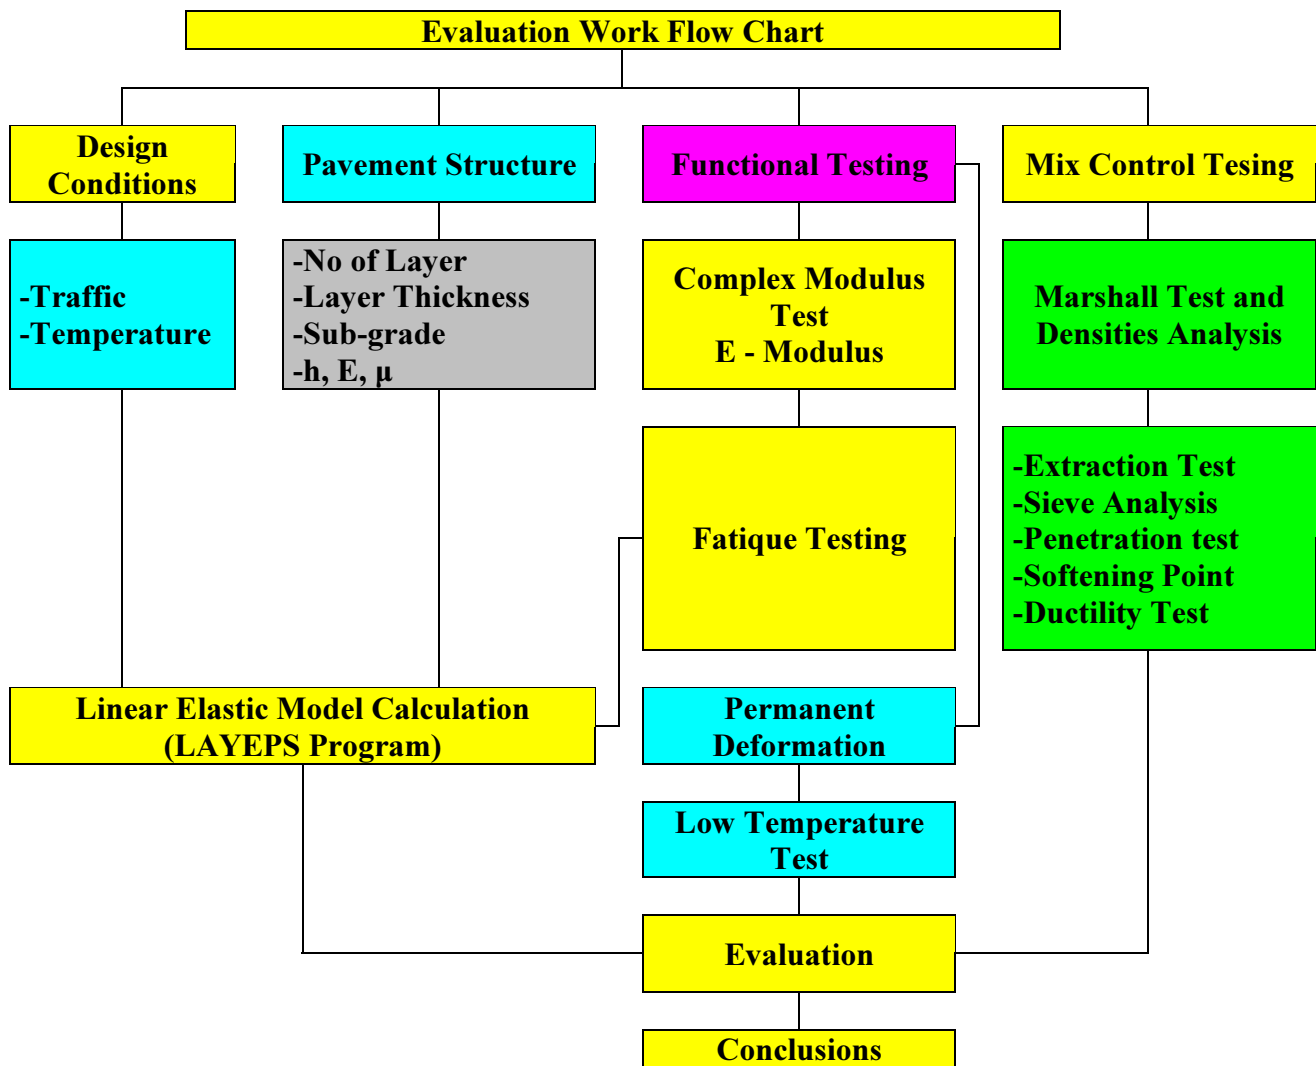 Evaluation Work Flow Chart
Design
Conditions
Pavement Structure
Functional Testing
Mix Control Tesing
-Traffic
-Temperature
-No of Layer
-Layer Thickness
-Sub-grade
-h, E, µ
Complex Modulus
Test
E - Modulus
Marshall Test and
Densities Analysis
Fatique Testing
-Extraction Test
-Sieve Analysis
-Penetration test
-Softening Point
-Ductility Test
Linear Elastic Model Calculation
(LAYEPS Program)
Permanent
Deformation
Low Temperature
Test
Evaluation
Conclusions